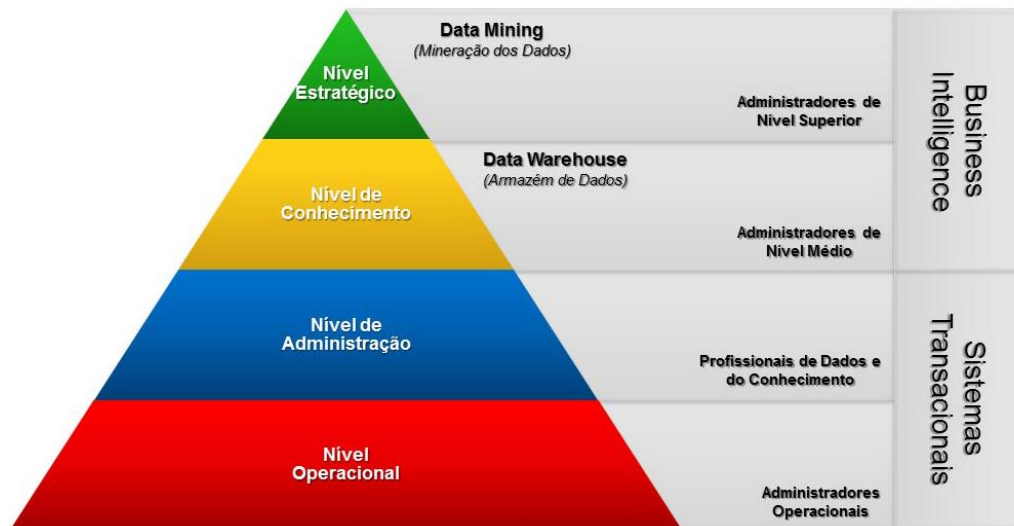 Nível
Estratégico
Data Mining
(Mineração dos Dados)
Administradores de
Nível Superior
Nível de
Conhecimento
Data Warehouse
(Armazém de Dados)
Administradores de
Nível Médio
Business
Intelligence
Nível de
Administração
Profissionais de Dados e
do Conhecimento
Nível
Operacional
Administradores
Operacionais
Sistemas
Transacionais